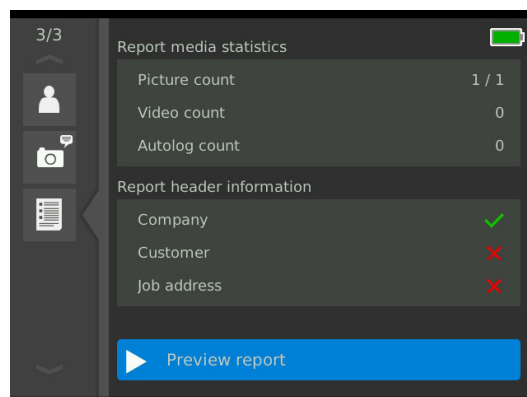 3/3
Report media statistics
Picture count 1 / 1
Video count 0
Autolog count 0
Report header information
Company
Customer
Job address
Preview report